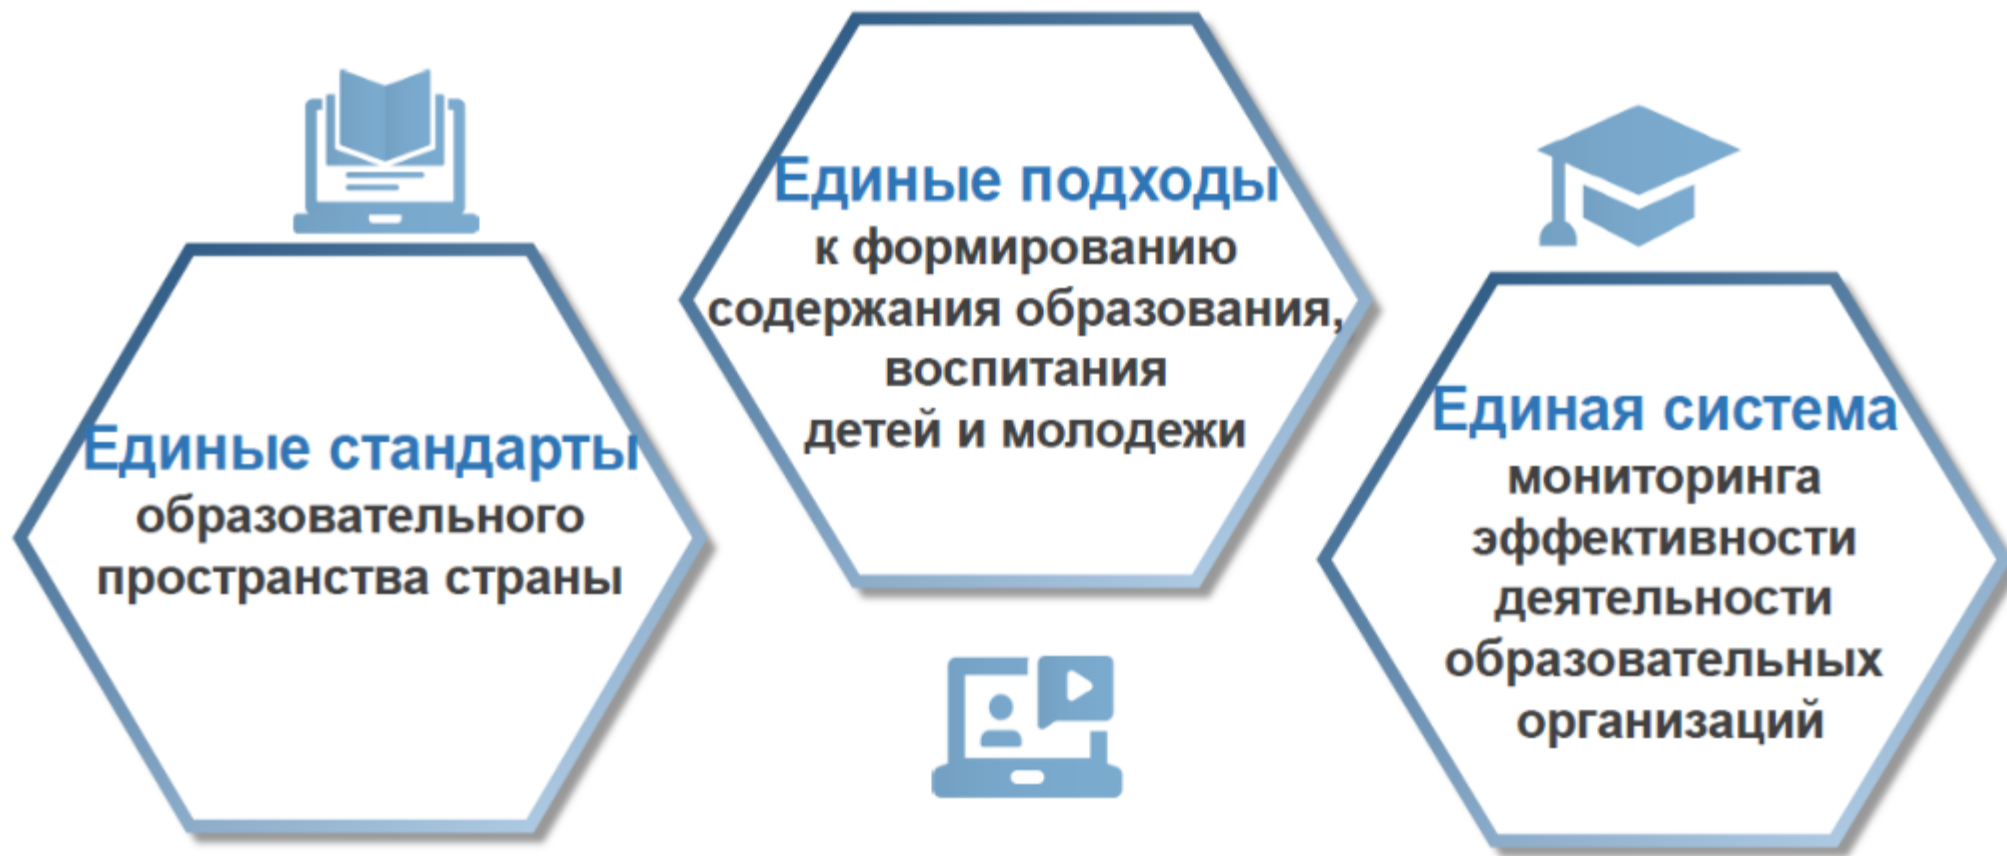 Единые стандарты
образовательного
пространства страны
Единые подходы
к формированию
содержания образования,
воспитания
детей и молодежи
Единая система
мониторинга
эффективности
деятельности
образовательных
организаций